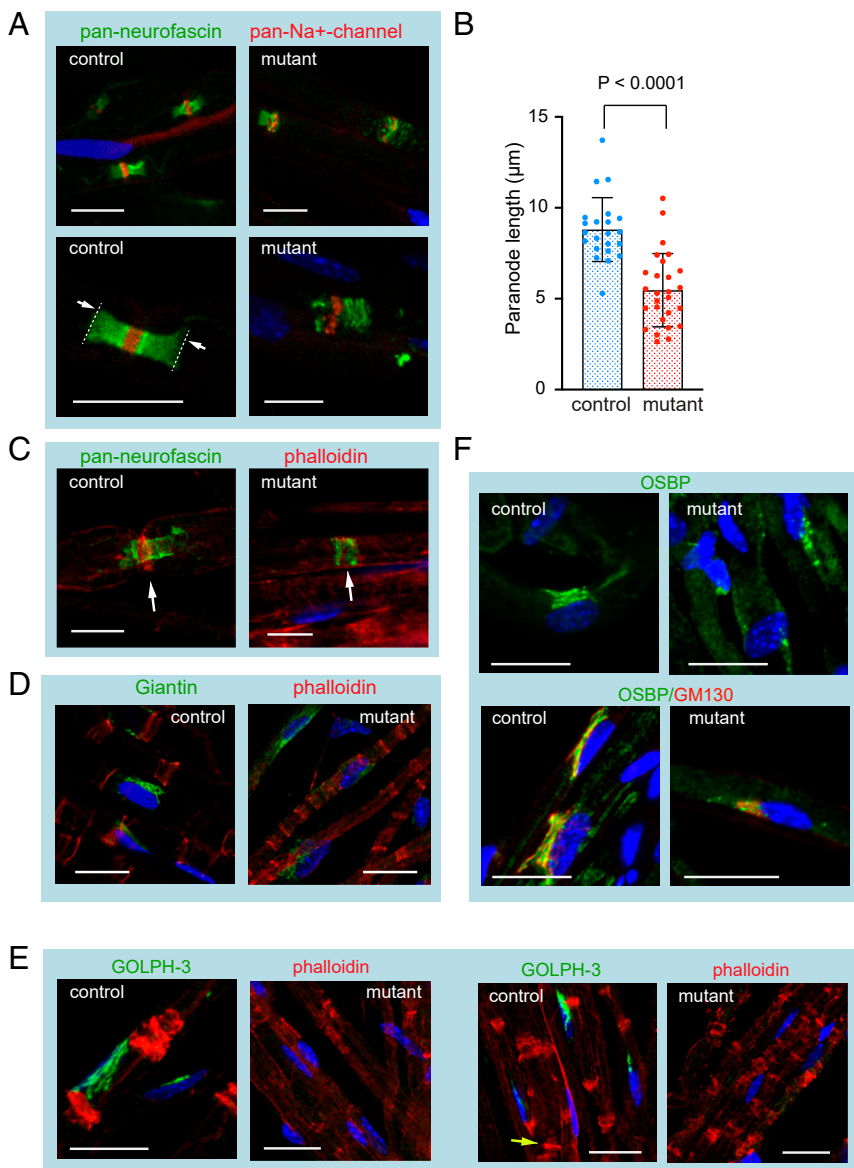 A
pan-neurofascin pan-Na+-channel
control
mutant
control
mutant
B
P < 0.0001
15
10
5
0
Paranode length (µm)
control mutant
C
pan-neurofascin phalloidin
control
mutant
D
Giantin phalloidin
control
mutant
F
OSBP
control
mutant
OSBP/GM130
control
mutant
E
GOLPH-3 phalloidin
control
mutant
GOLPH-3 phalloidin
control
mutant